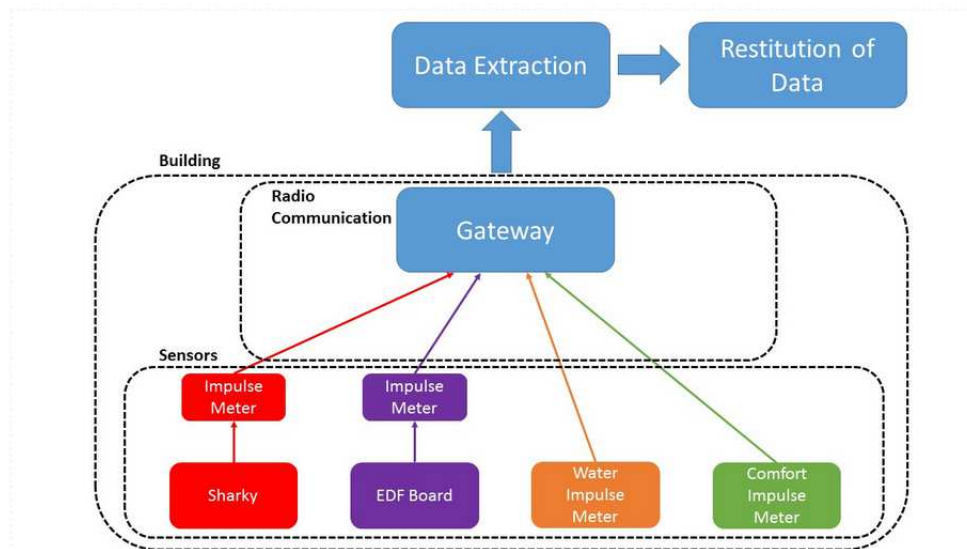 Data Extraction
Restitution of
Data
Building
Radio
Communication
Gateway
Sensors
Impulse
Meter
Impulse
Meter
Sharky
EDF Board
Water
Impulse
Meter
Comfort
Impulse
Meter